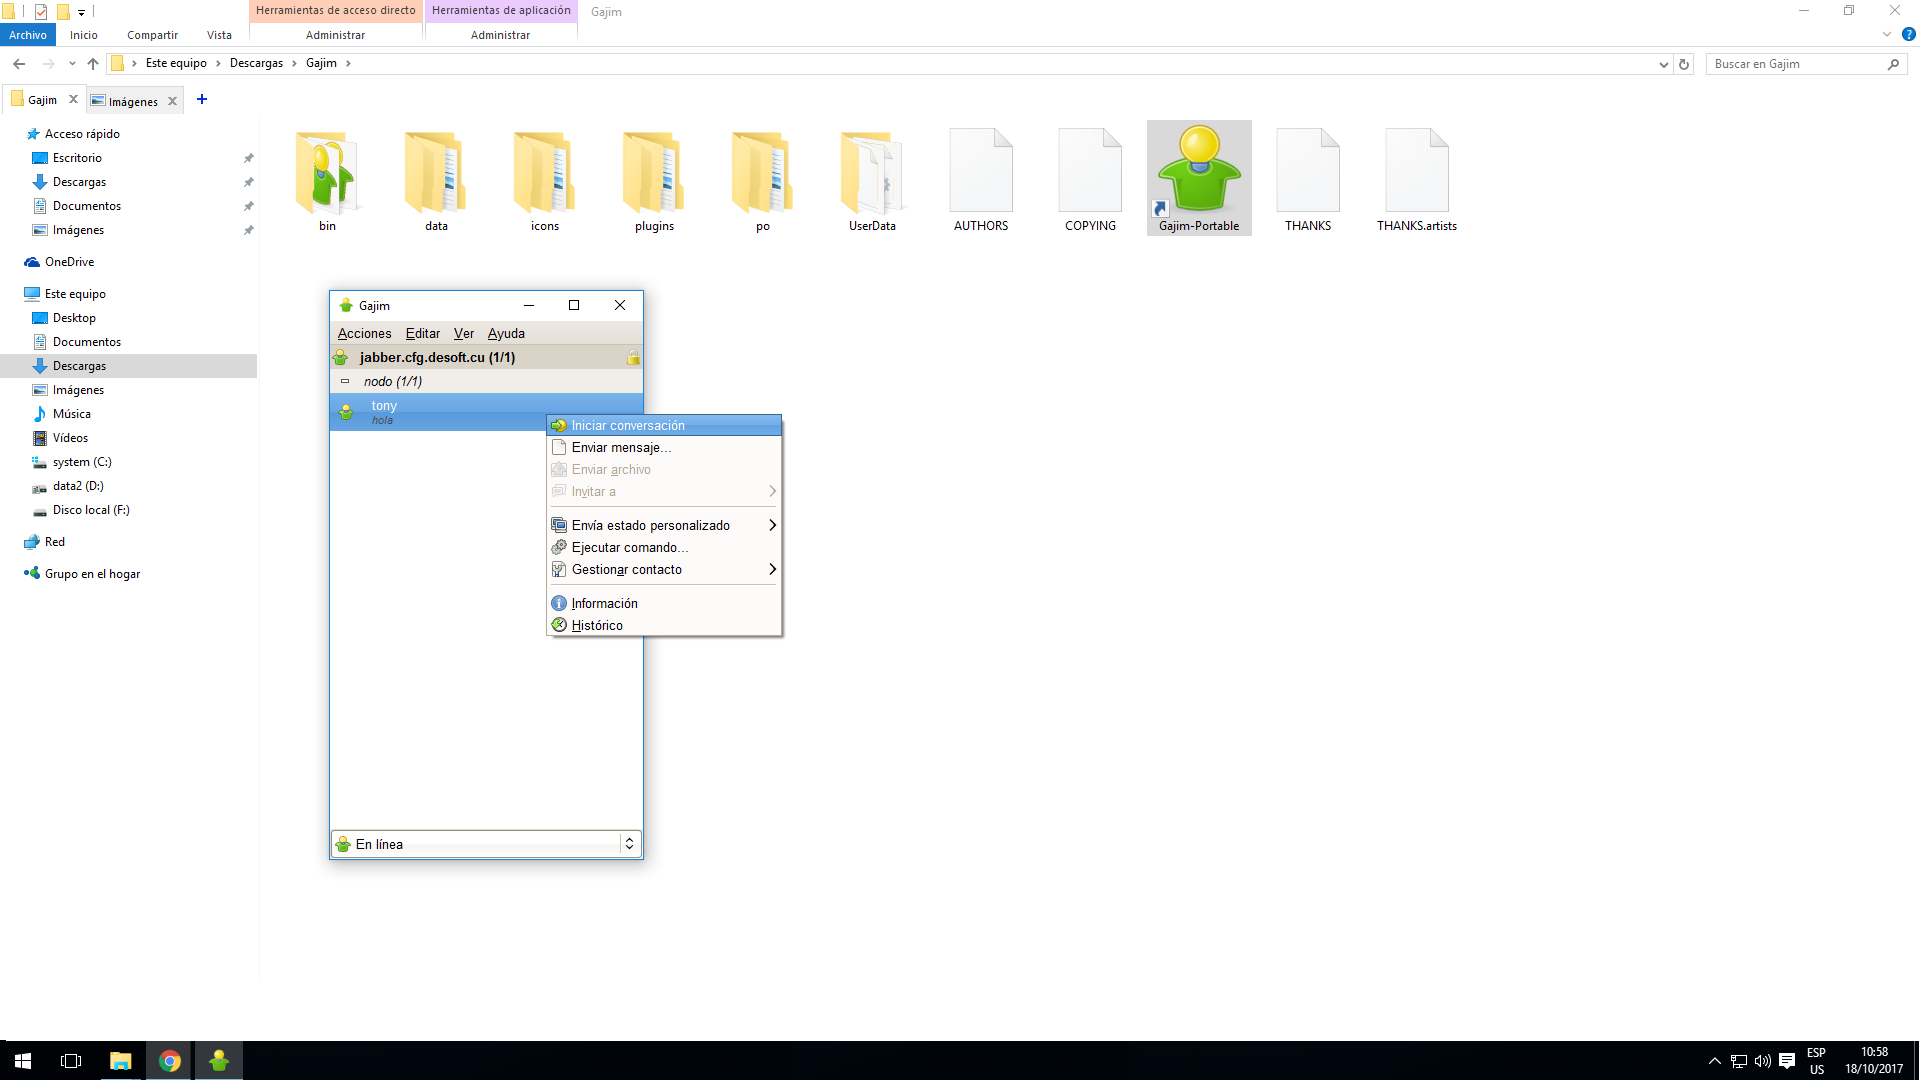 Herramientas de acceso directo
Herramientas de aplicación
Gajim
Archivo
Inicio
Compartir
Vista
Administrar
Administrar
Este equipo
Descargas
Gajim
Buscar en Gajim
Gajim
Imágenes
Acceso rápido
Escritorio
Descargas
Documentos
Imágenes
OneDrive
Este equipo
Desktop
Documentos
Descargas
Imágenes
Música
Vídeos
system (C:)
data2 (D:)
Disco local (F:)
Red
Grupo en el hogar
bin
data
icons
plugins
po
UserData
AUTHORS
COPYING
Gajim-Portable
THANKS
THANKS.artists
Gajim
Acciones
Editar
Ver
Ayuda
jabber.cfg.desoft.cu (1/1)
nodo (1/1)
tony
hola
Iniciar conversación
Enviar mensaje...
Enviar archivo
Invitar a
Envía estado personalizado
Ejecutar comando...
Gestionar contacto
Información
Histórico
En línea
ESP
US
10:58
18/10/2017